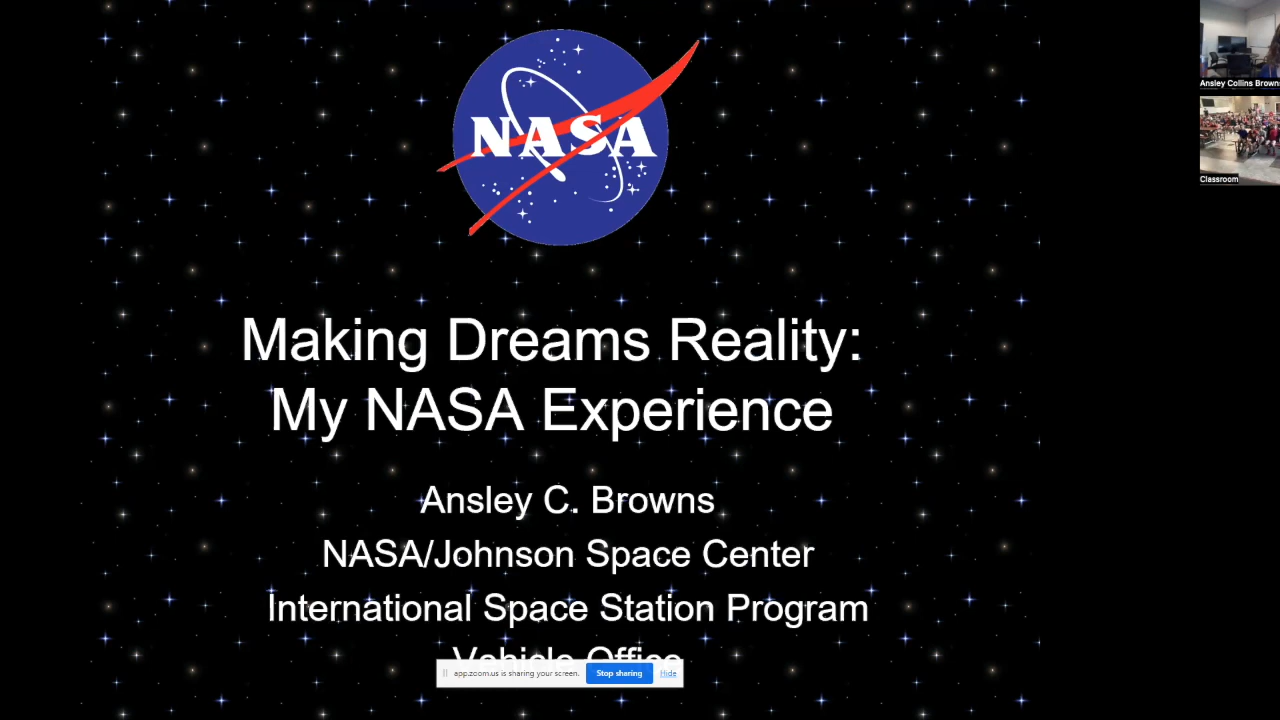 NASA
Making Dreams Reality:
My NASA Experience
Ansley C. Browns
NASA/Johnson Space Center
International Space Station Program
Vehicle Office
app.zoom.us is sharing your screen.
Stop sharing
Hide
Ansley Collins Browns
Classroom